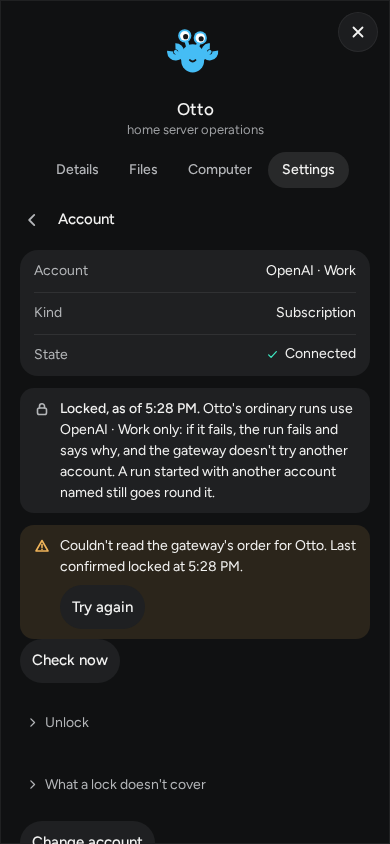 Otto
home server operations
Details Files Computer Settings
Account
Account OpenAI · Work
Kind Subscription
State Connected
Locked, as of 5:28 PM. Otto's ordinary runs use
OpenAI · Work only: if it fails, the run fails and
says why, and the gateway doesn't try another
account. A run started with another account
named still goes round it.
Couldn't read the gateway's order for Otto. Last
confirmed locked at 5:28 PM.
Try again
Check now
Unlock
What a lock doesn't cover
Change account